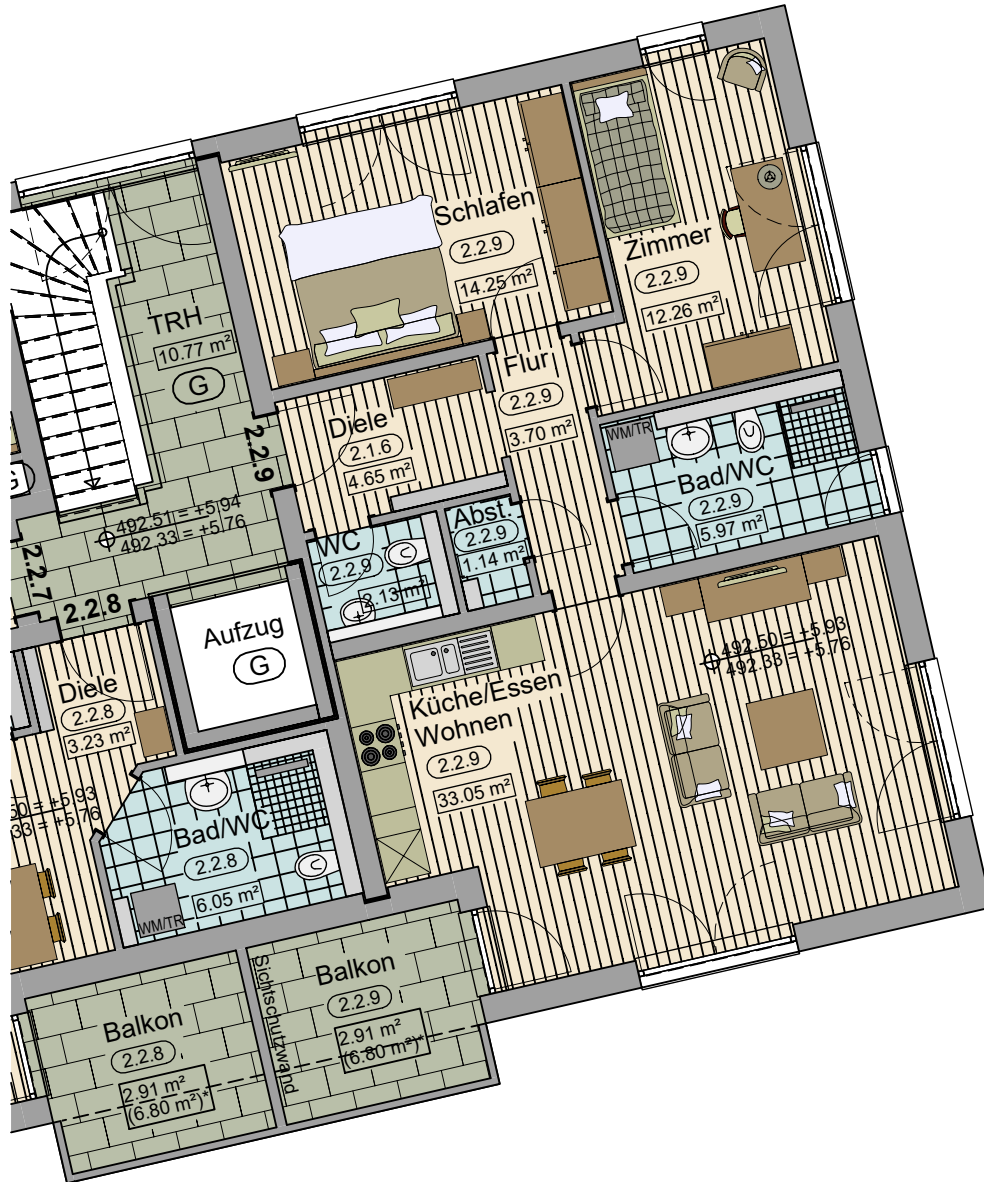 Schlafen
2.2.9
14.25 m²
Zimmer
2.2.9
12.26 m²
TRH
10.77 m²
G
Flur
2.2.9
3.70 m²
Diele
2.1.6
4.65 m²
2.2.9
WM/TR
Bad/WC
2.2.9
5.97 m²
G
492.51 = +5.94
492.33 = +5.76
WC
2.2.9
2.13 m²
Abst.
2.2.9
1.14 m²
2.2.7
2.2.8
Aufzug
G
492.50 = +5.93
492.33 = +5.76
Diele
2.2.8
3.23 m²
Küche/Essen
Wohnen
2.2.9
33.05 m²
50 = +5.93
33 = +5.76
Bad/WC
2.2.8
6.05 m²
WM/TR
Sichtschutzwand
Balkon
2.2.9
2.91 m²
(6.80 m²)*
Balkon
2.2.8
2.91 m²
(6.80 m²)*